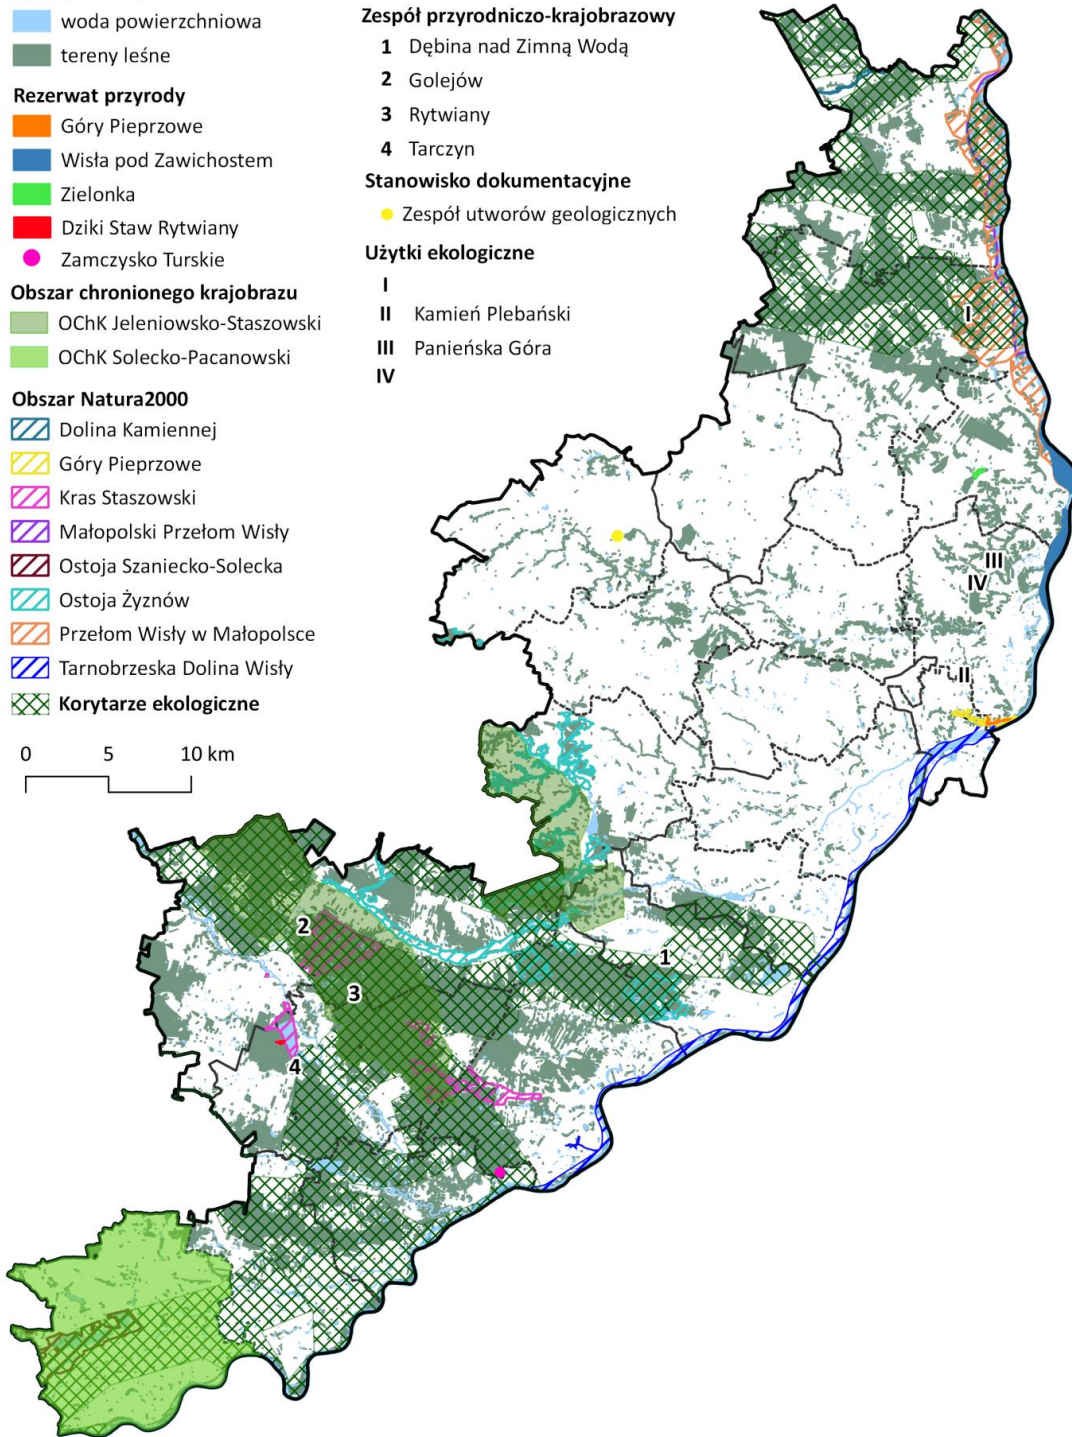 woda powierzchniowa
tereny leśne
Rezerwat przyrody
Góry Pieprzowe
Wisła pod Zawichostem
Zielonka
Dziki Staw Rytwiany
Zamczysko Turskie
Obszar chronionego krajobrazu
OChK Jeleniowsko-Staszowski
OChK Solecko-Pacanowski
Obszar Natura2000
Dolina Kamiennej
Góry Pieprzowe
Kras Staszowski
Małopolski Przełom Wisły
Ostoja Szaniecko-Solecka
Ostoja Żyznów
Przełom Wisły w Małopolsce
Tarnobrzeska Dolina Wisły
Korytarze ekologiczne
0 5 10 km
Zespół przyrodniczo-krajobrazowy
1 Dębina nad Zimną Wodą
2 Golejów
3 Rytwiany
4 Tarczyn
Stanowisko dokumentacyjne
Zespół utworów geologicznych
Użytki ekologiczne
I
II Kamień Plebański
III Panieńska Góra
IV
I
III
IV
II
1
2
3
4